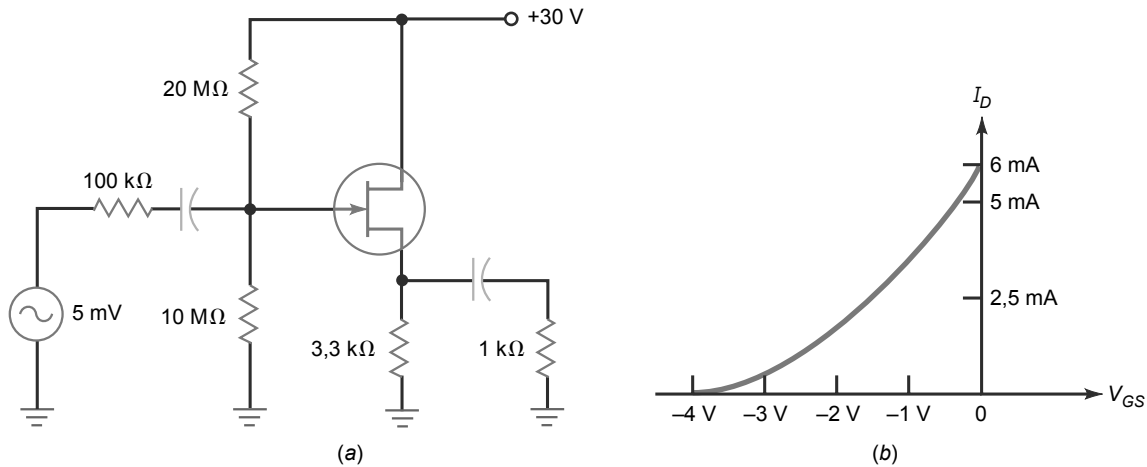 +30 V
20 MΩ
100 kΩ
5 mV
10 MΩ
3,3 kΩ
1 kΩ
(a)
I_D
6 mA
5 mA
2,5 mA
–4 V –3 V –2 V –1 V 0
V_GS
(b)